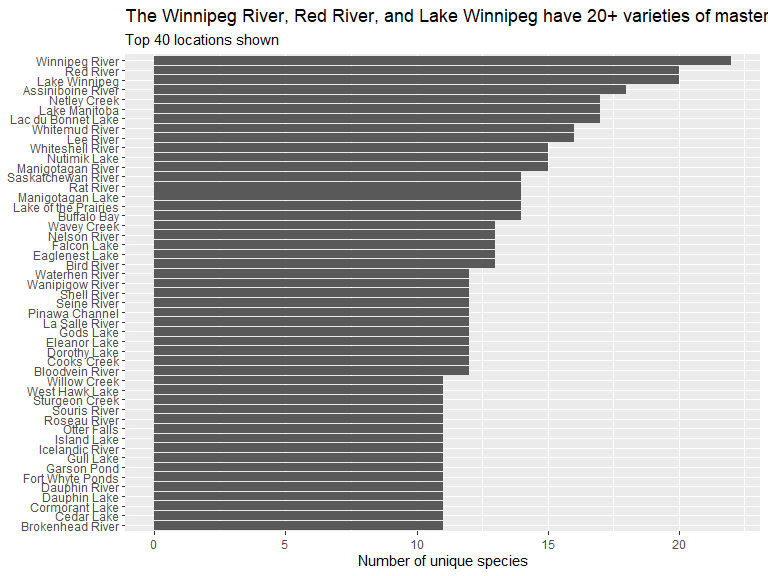 The Winnipeg River, Red River, and Lake Winnipeg have 20+ varieties of master
Top 40 locations shown
Winnipeg River
Red River
Lake Winnipeg
Assiniboine River
Netley Creek
Lake Manitoba
Lac du Bonnet Lake
Whitemud River
Lee River
Whiteshell River
Nutimik Lake
Manigotagan River
Saskatchewan River
Rat River
Manigotagan Lake
Lake of the Prairies
Buffalo Bay
Wavey Creek
Nelson River
Falcon Lake
Eaglenest Lake
Bird River
Waterhen River
Wanipigow River
Shell River
Seine River
Pinawa Channel
La Salle River
Gods Lake
Eleanor Lake
Dorothy Lake
Cooks Creek
Bloodvein River
Willow Creek
West Hawk Lake
Sturgeon Creek
Souris River
Roseau River
Otter Falls
Island Lake
Icelandic River
Gull Lake
Garson Pond
Fort Whyte Ponds
Dauphin River
Dauphin Lake
Cormorant Lake
Cedar Lake
Brokenhead River
0 5 10 15 20
Number of unique species